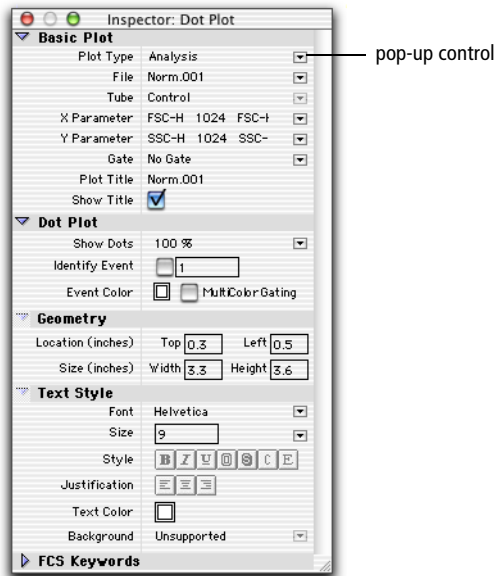 Inspector: Dot Plot
Basic Plot
Plot Type Analysis
pop-up control
File Norm.001
Tube Control
X Parameter FSC-H 1024 FSC-H
Y Parameter SSC-H 1024 SSC-
Gate No Gate
Plot Title Norm.001
Show Title
Dot Plot
Show Dots 100 %
Identify Event 1
Event Color MultiColor Gating
Geometry
Location (inches) Top 0.3 Left 0.5
Size (inches) Width 3.3 Height 3.6
Text Style
Font Helvetica
Size 9
Style B I U O S C E
Justification
Text Color
Background Unsupported
FCS Keywords